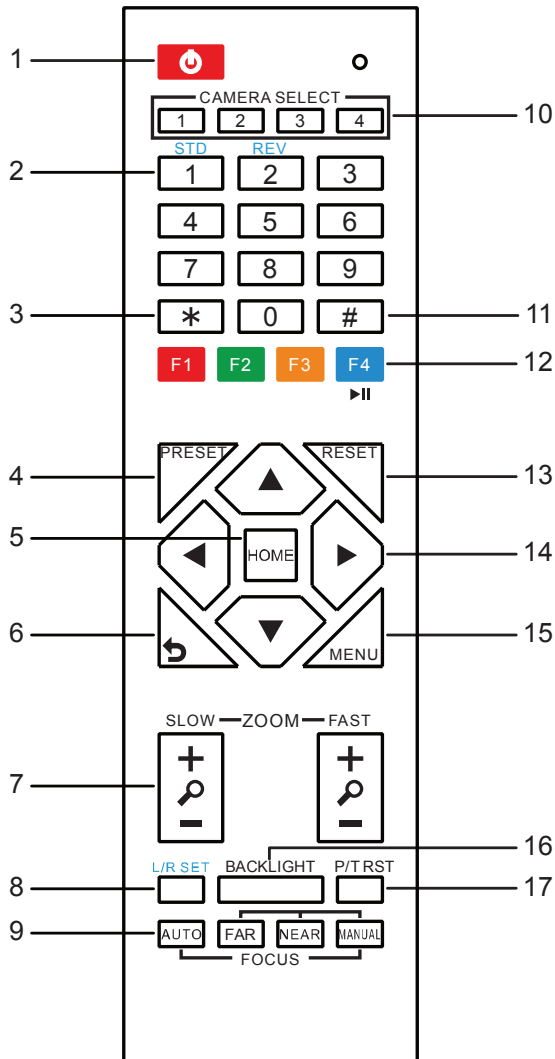 1
CAMERA SELECT
1 2 3 4
10
STD REV
2
1 2 3
4 5 6
7 8 9
3
* 0 #
11
F1 F2 F3 F4
12
PRESET RESET
4
13
5
HOME
14
6
MENU
15
SLOW ZOOM FAST
+ +
7
- -
16
L/R SET BACKLIGHT P/T RST
8
17
9
AUTO FAR NEAR MANUAL
FOCUS